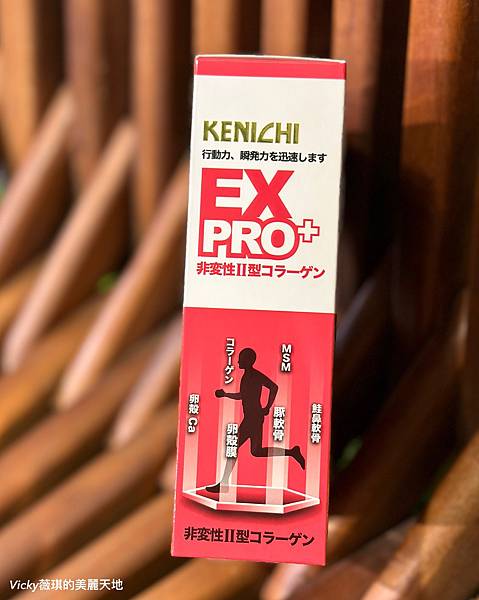 KENICHI
行動力、瞬発力を迅速します
EX
PRO+
非変性II型コラーゲン
コラーゲン
MSM
卵殻Ca
卵殻膜
豚軟骨
鮭鼻軟骨
非変性II型コラーゲン
Vicky薇琪的美麗天地